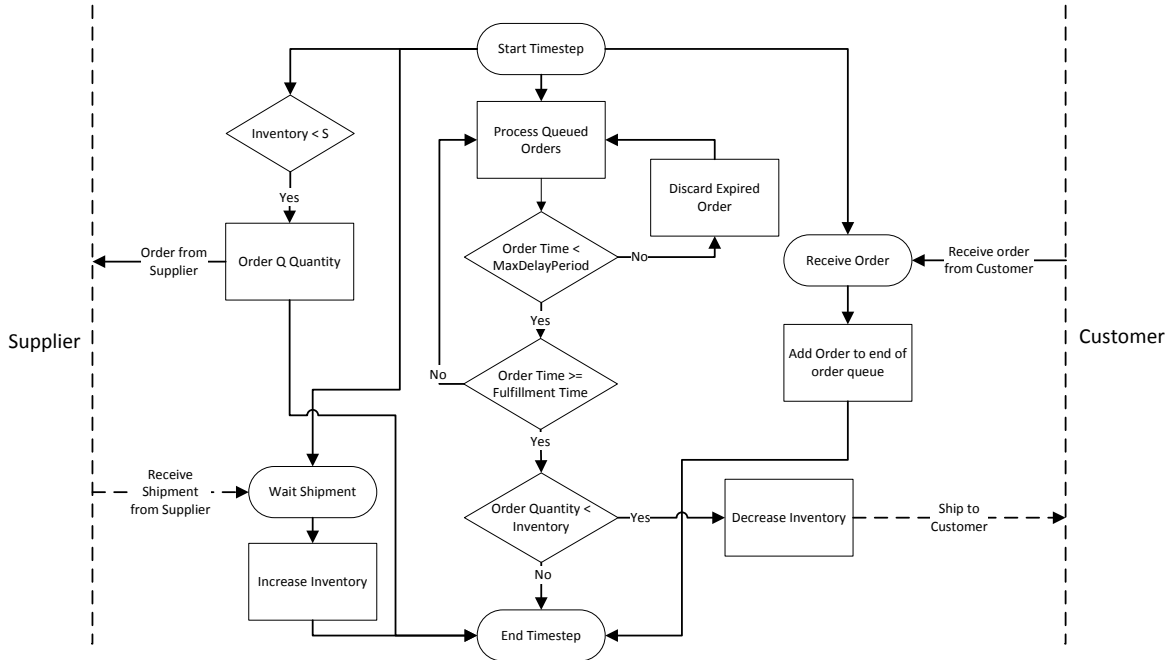 Start Timestep
Inventory < S
Process Queued
Orders
Discard Expired
Order
Yes
Order from
Supplier
Order Q Quantity
Order Time <
MaxDelayPeriod
No
Receive Order
Receive order
from Customer
Supplier
Customer
Yes
Add Order to end of
order queue
No
Order Time >=
Fulfillment Time
Yes
Receive
Shipment
from Supplier
Wait Shipment
Order Quantity <
Inventory
Yes
Decrease Inventory
Ship to
Customer
Increase Inventory
No
End Timestep